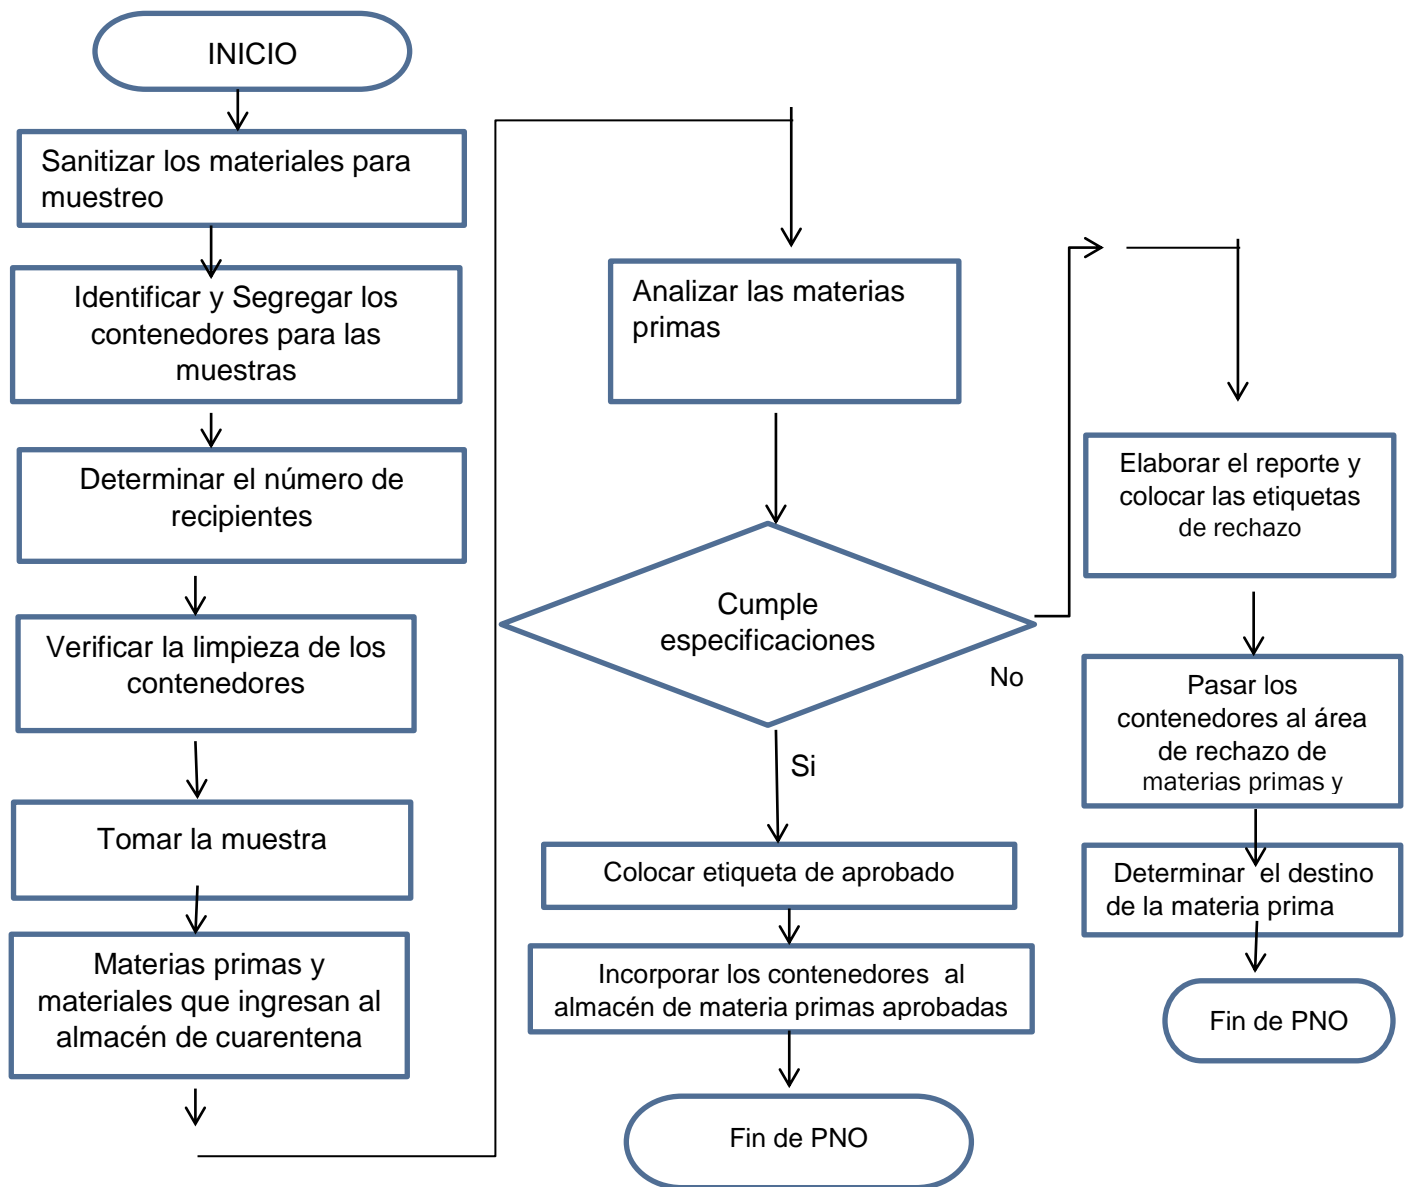 INICIO
Sanitizar los materiales para
muestreo
Identificar y Segregar los
contenedores para las
muestras
Determinar el número de
recipientes
Verificar la limpieza de los
contenedores
Tomar la muestra
Materias primas y
materiales que ingresan al
almacén de cuarentena
Analizar las materias
primas
Cumple
especificaciones
No
Si
Colocar etiqueta de aprobado
Incorporar los contenedores al
almacén de materia primas aprobadas
Fin de PNO
Elaborar el reporte y
colocar las etiquetas
de rechazo
Pasar los
contenedores al área
de rechazo de
materias primas y
Determinar el destino
de la materia prima
Fin de PNO